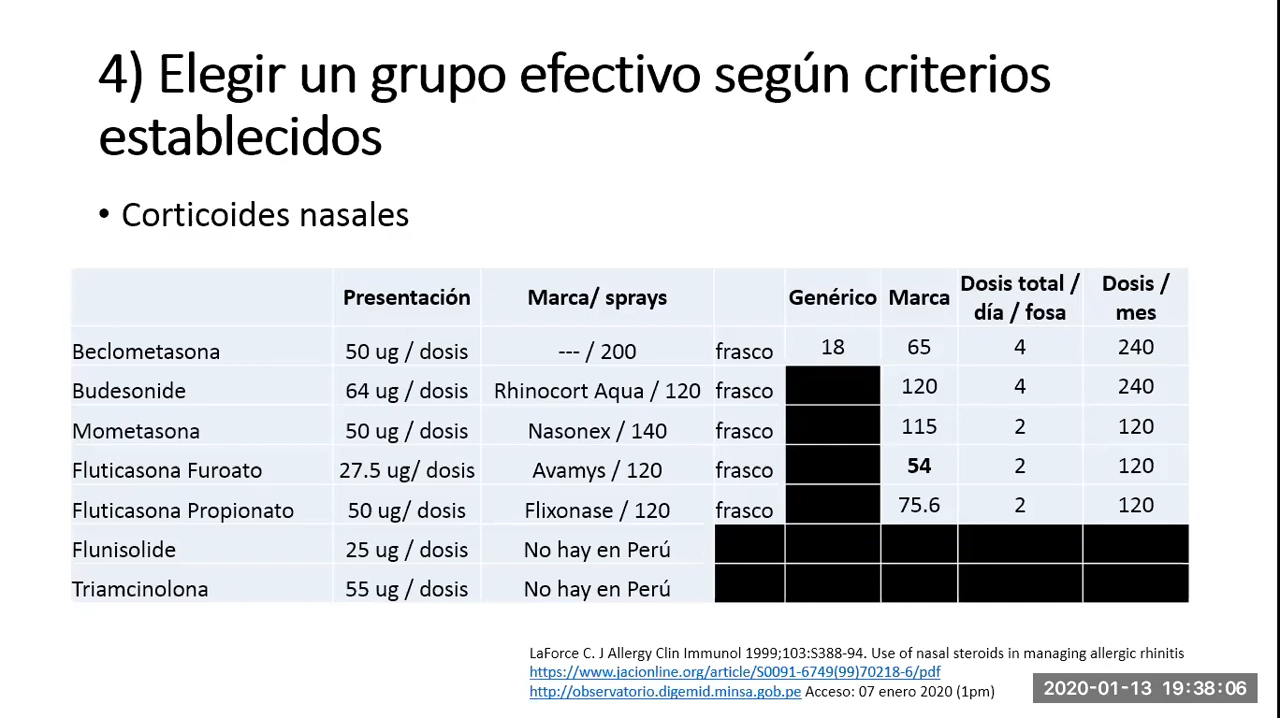 4) Elegir un grupo efectivo según criterios
establecidos
• Corticoides nasales
Presentación Marca/ sprays Genérico Marca Dosis total / día / fosa Dosis / mes
Beclometasona 50 ug / dosis --- / 200 frasco 18 65 4 240
Budesonide 64 ug / dosis Rhinocort Aqua / 120 frasco 120 4 240
Mometasona 50 ug / dosis Nasonex / 140 frasco 115 2 120
Fluticasona Furoato 27.5 ug/ dosis Avamys / 120 frasco 54 2 120
Fluticasona Propionato 50 ug/ dosis Flixonase / 120 frasco 75.6 2 120
Flunisolide 25 ug / dosis No hay en Perú
Triamcinolona 55 ug / dosis No hay en Perú
LaForce C. J Allergy Clin Immunol 1999;103:S388-94. Use of nasal steroids in managing allergic rhinitis
https://www.jacionline.org/article/S0091-6749(99)70218-6/pdf
http://observatorio.digemid.minsa.gob.pe Acceso: 07 enero 2020 (1pm)
2020-01-13 19:38:06